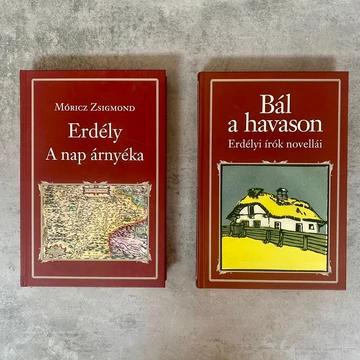 Móricz Zsigmond
Erdély
A nap árnyéka
Bál
a havason
Erdélyi írók novellái